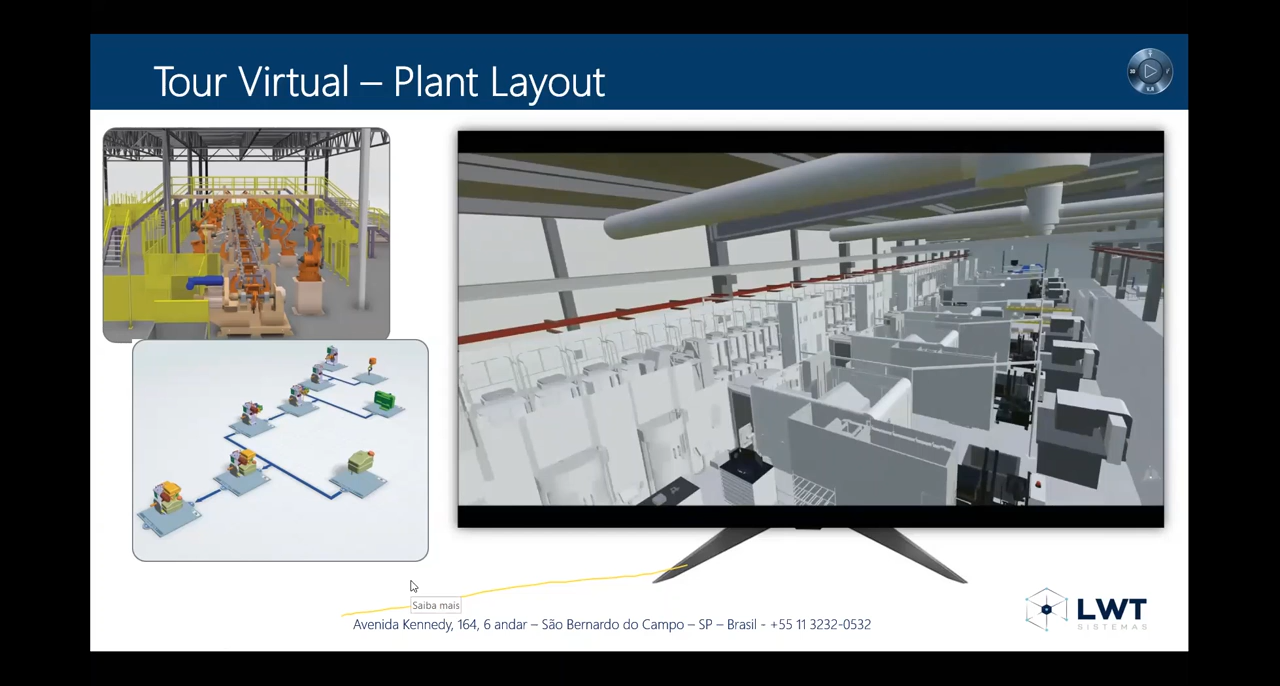 Tour Virtual – Plant Layout
Saiba mais
Avenida Kennedy, 164, 6 andar – São Bernardo do Campo – SP – Brasil - +55 11 3232-0532
LWT
SISTEMAS